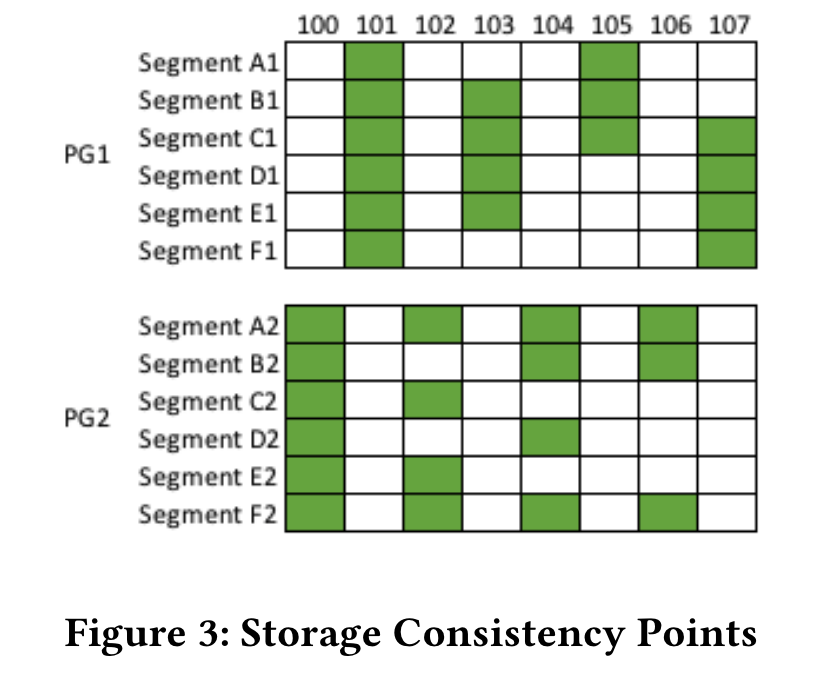 100 101 102 103 104 105 106 107
Segment A1
Segment B1
Segment C1
PG1
Segment D1
Segment E1
Segment F1
Segment A2
Segment B2
Segment C2
PG2
Segment D2
Segment E2
Segment F2
Figure 3: Storage Consistency Points